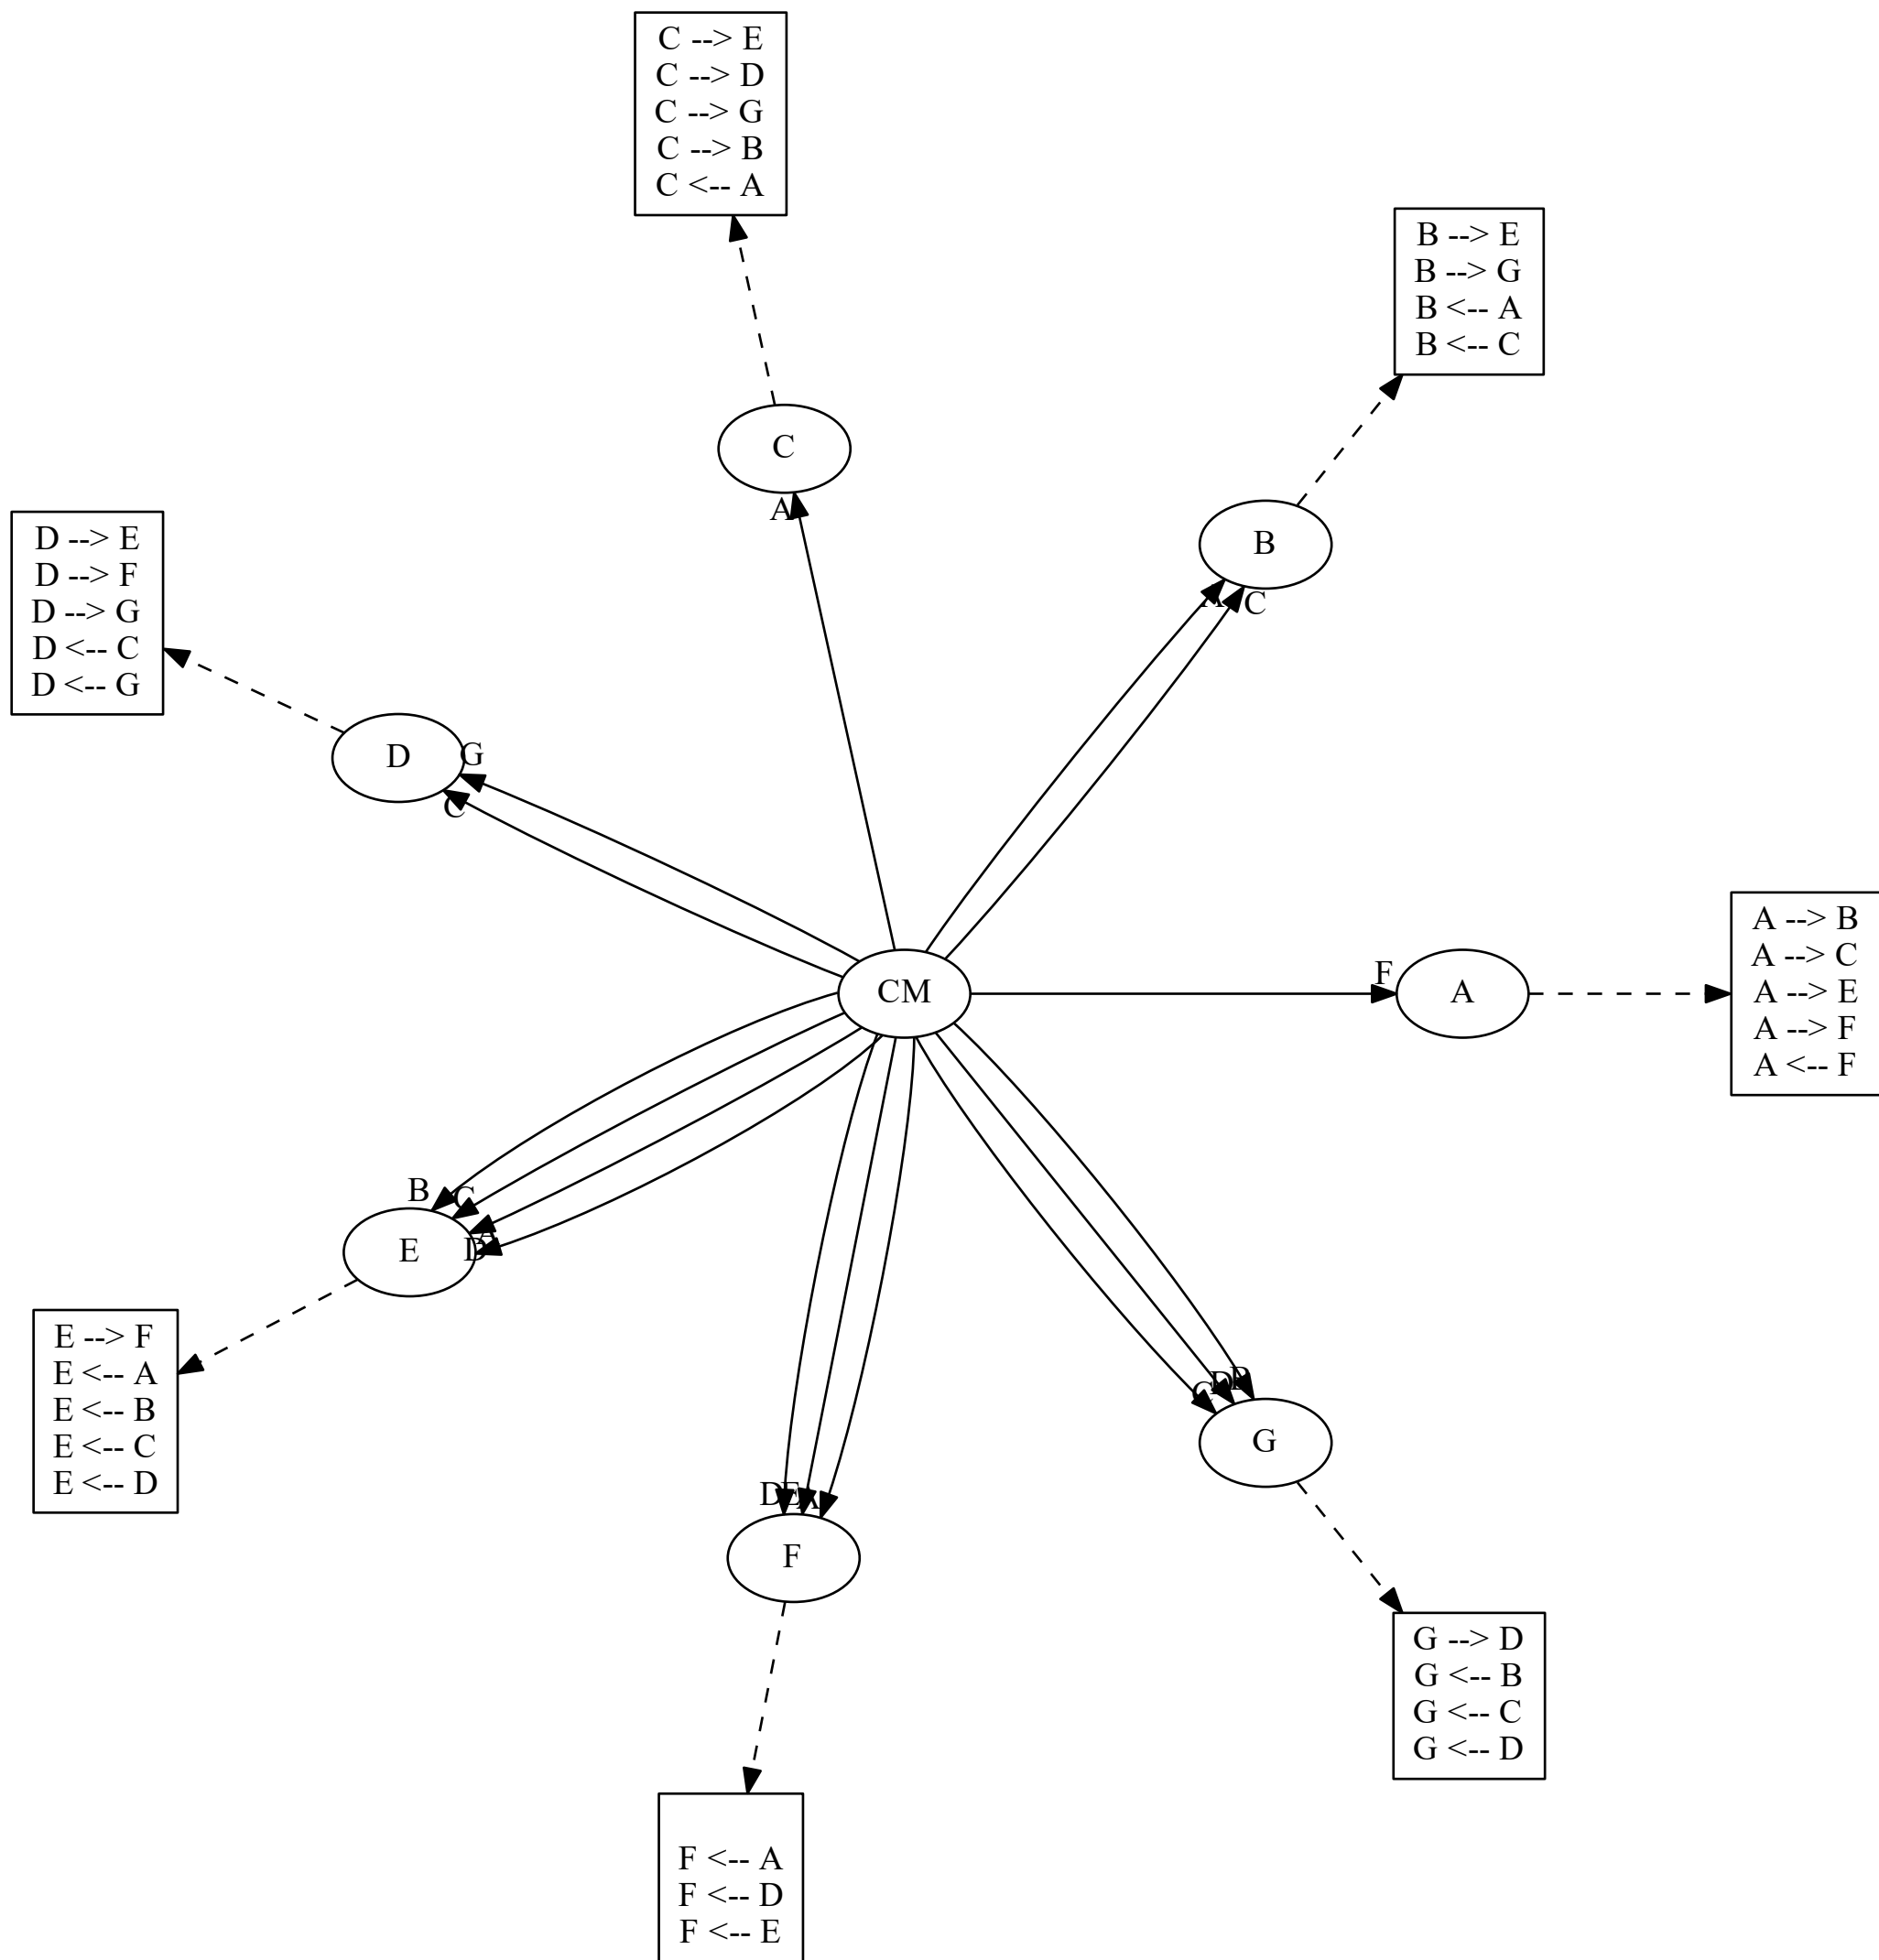 C --> E
C --> D
C --> G
C --> B
C <-- A
B --> E
B --> G
B <-- A
B <-- C
C
A
B
A
C
D --> E
D --> F
D --> G
D <-- C
D <-- G
D
G
C
A --> B
A --> C
A --> E
A --> F
A <-- F
CM
F
A
B
C
A
D
E
E --> F
E <-- A
E <-- B
E <-- C
E <-- D
C
D
B
G
D
E
A
F
G --> D
G <-- B
G <-- C
G <-- D
F <-- A
F <-- D
F <-- E